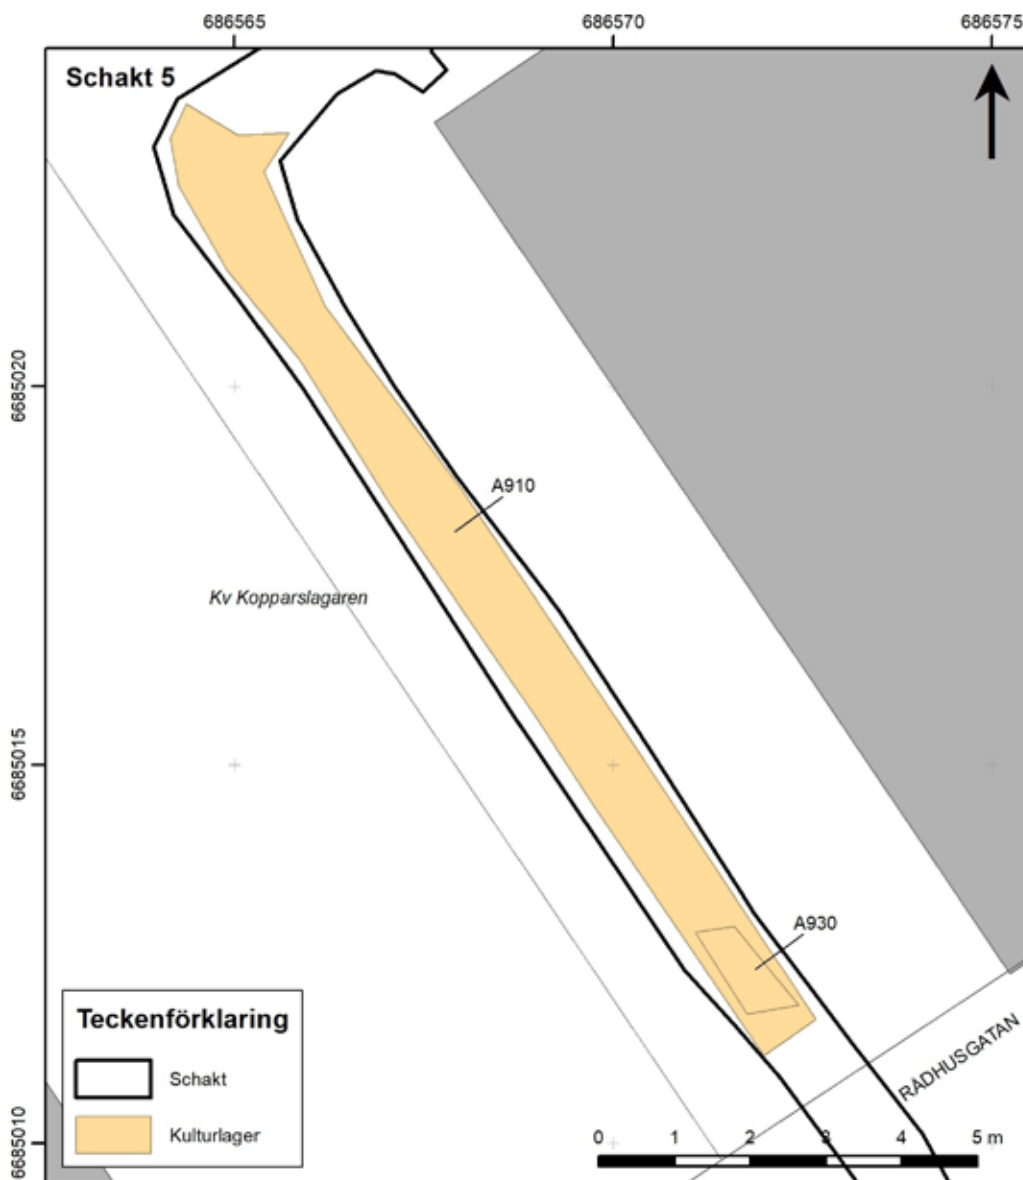 686565
686570
686575
Schakt 5
6685020
A910
Kv Kopparslagaren
6685015
A930
Teckenförklaring
Schakt
Kulturlager
RÅDHUSGATAN
6685010
0 1 2 3 4 5 m